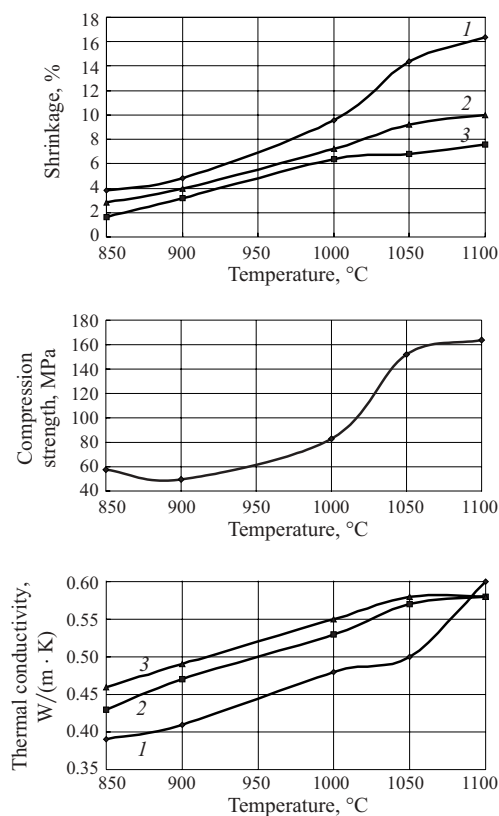 Shrinkage, %
18
16
14
12
10
8
6
4
2
0
1
2
3
850 900 950 1000 1050 1100
Temperature, °C
Compression
strength, MPa
180
160
140
120
100
80
60
40
850 900 950 1000 1050 1100
Temperature, °C
Thermal conductivity,
W/(m · K)
0.60
0.55
0.50
0.45
0.40
0.35
3
2
1
850 900 950 1000 1050 1100
Temperature, °C